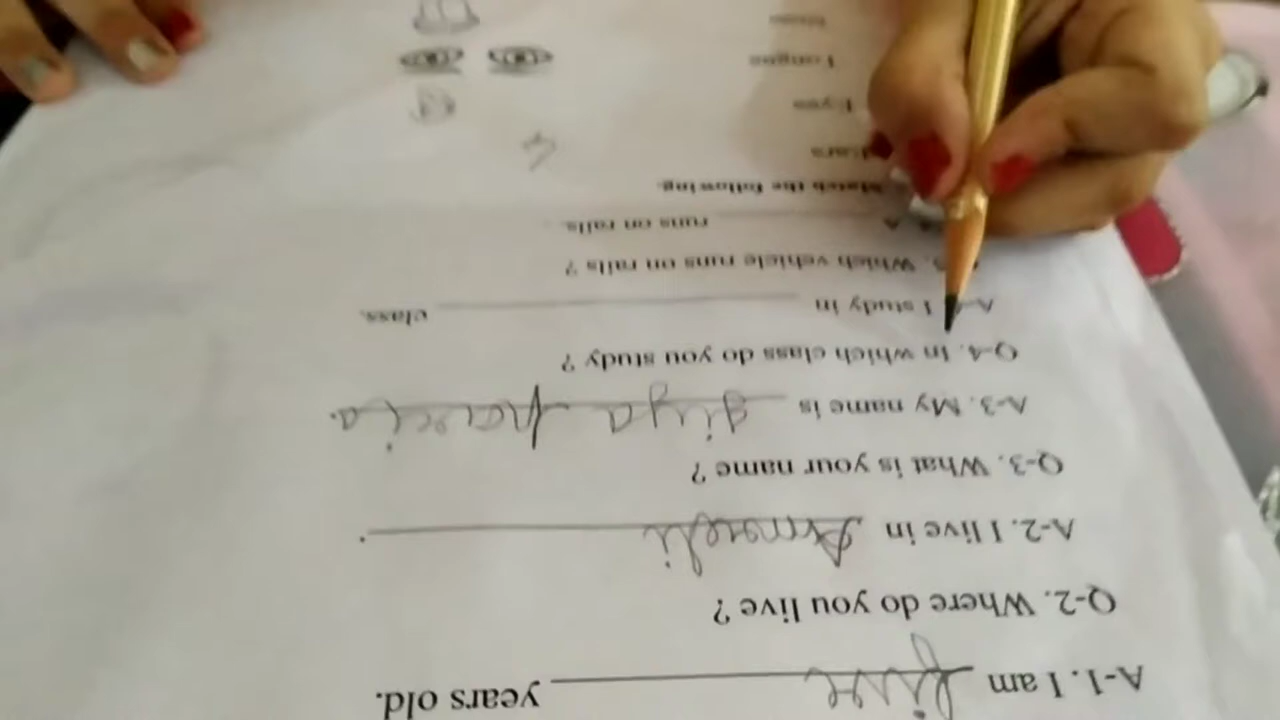 A-1. I am five years old.
Q-2. Where do you live ?
A-2. I live in Amreli .
Q-3. What is your name ?
A-3. My name is jiya
Q-4. In which class do you study ?
A-4. I study in class.
Which vehicle runs on rails ?
A runs on rails.
Match the following.
Ears
Eyes
Tongue